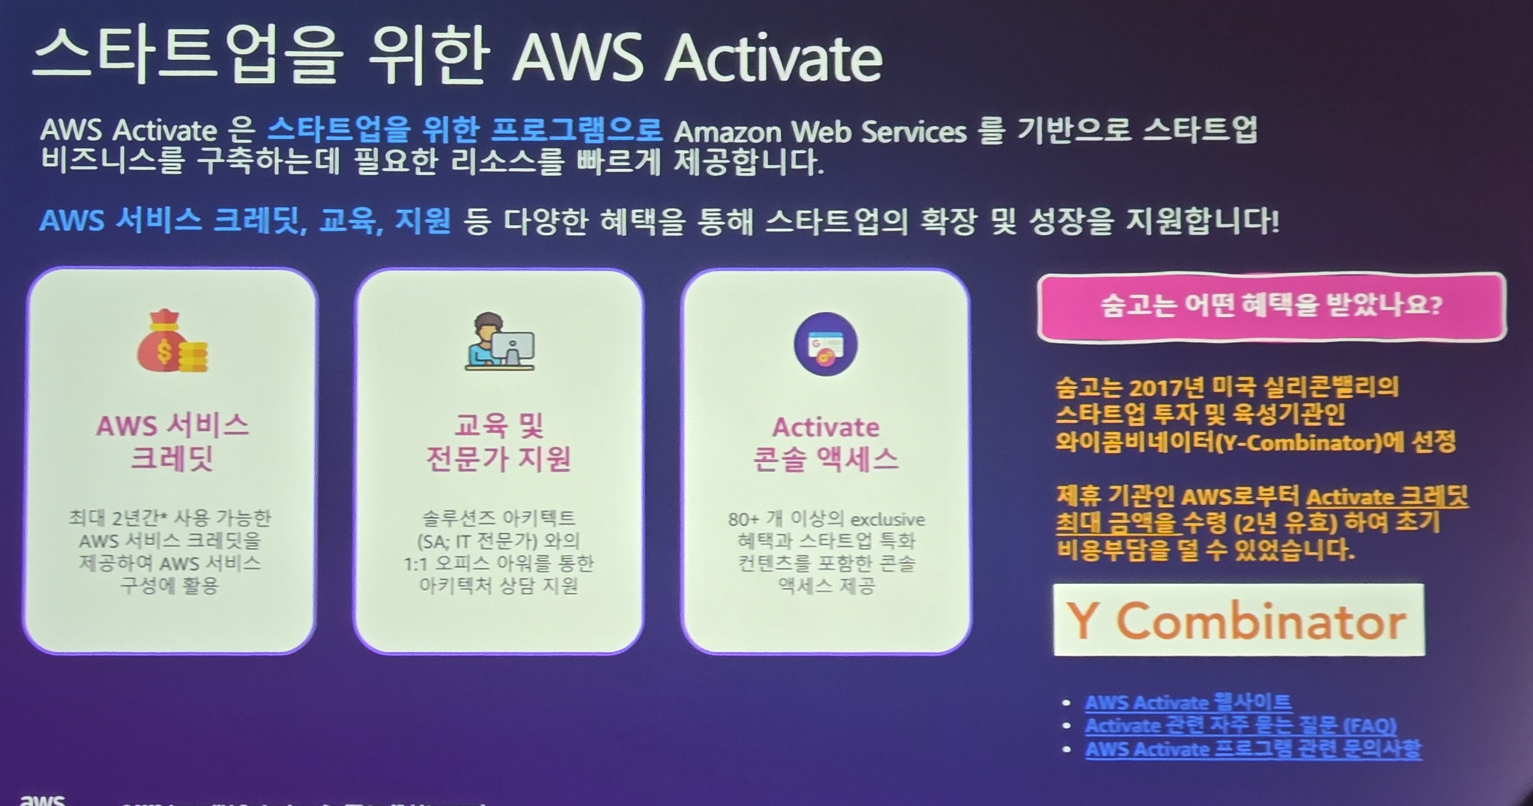 스타트업을 위한 AWS Activate
AWS Activate 은 스타트업을 위한 프로그램으로 Amazon Web Services 를 기반으로 스타트업
비즈니스를 구축하는데 필요한 리소스를 빠르게 제공합니다.
AWS 서비스 크레딧, 교육, 지원 등 다양한 혜택을 통해 스타트업의 확장 및 성장을 지원합니다!
AWS 서비스
크레딧
최대 2년간* 사용 가능한
AWS 서비스 크레딧을
제공하여 AWS 서비스
구성에 활용
교육 및
전문가 지원
솔루션즈 아키텍트
(SA; IT 전문가) 와의
1:1 오피스 아워를 통한
아키텍처 상담 지원
Activate
콘솔 액세스
80+ 개 이상의 exclusive
혜택과 스타트업 특화
컨텐츠를 포함한 콘솔
액세스 제공
숨고는 어떤 혜택을 받았나요?
숨고는 2017년 미국 실리콘밸리의
스타트업 투자 및 육성기관인
와이콤비네이터(Y-Combinator)에 선정
제휴 기관인 AWS로부터 Activate 크레딧
최대 금액을 수령 (2년 유효) 하여 초기
비용부담을 덜 수 있었습니다.
Y Combinator
• AWS Activate 웹사이트
• Activate 관련 자주 묻는 질문 (FAQ)
• AWS Activate 프로그램 관련 문의사항
aws